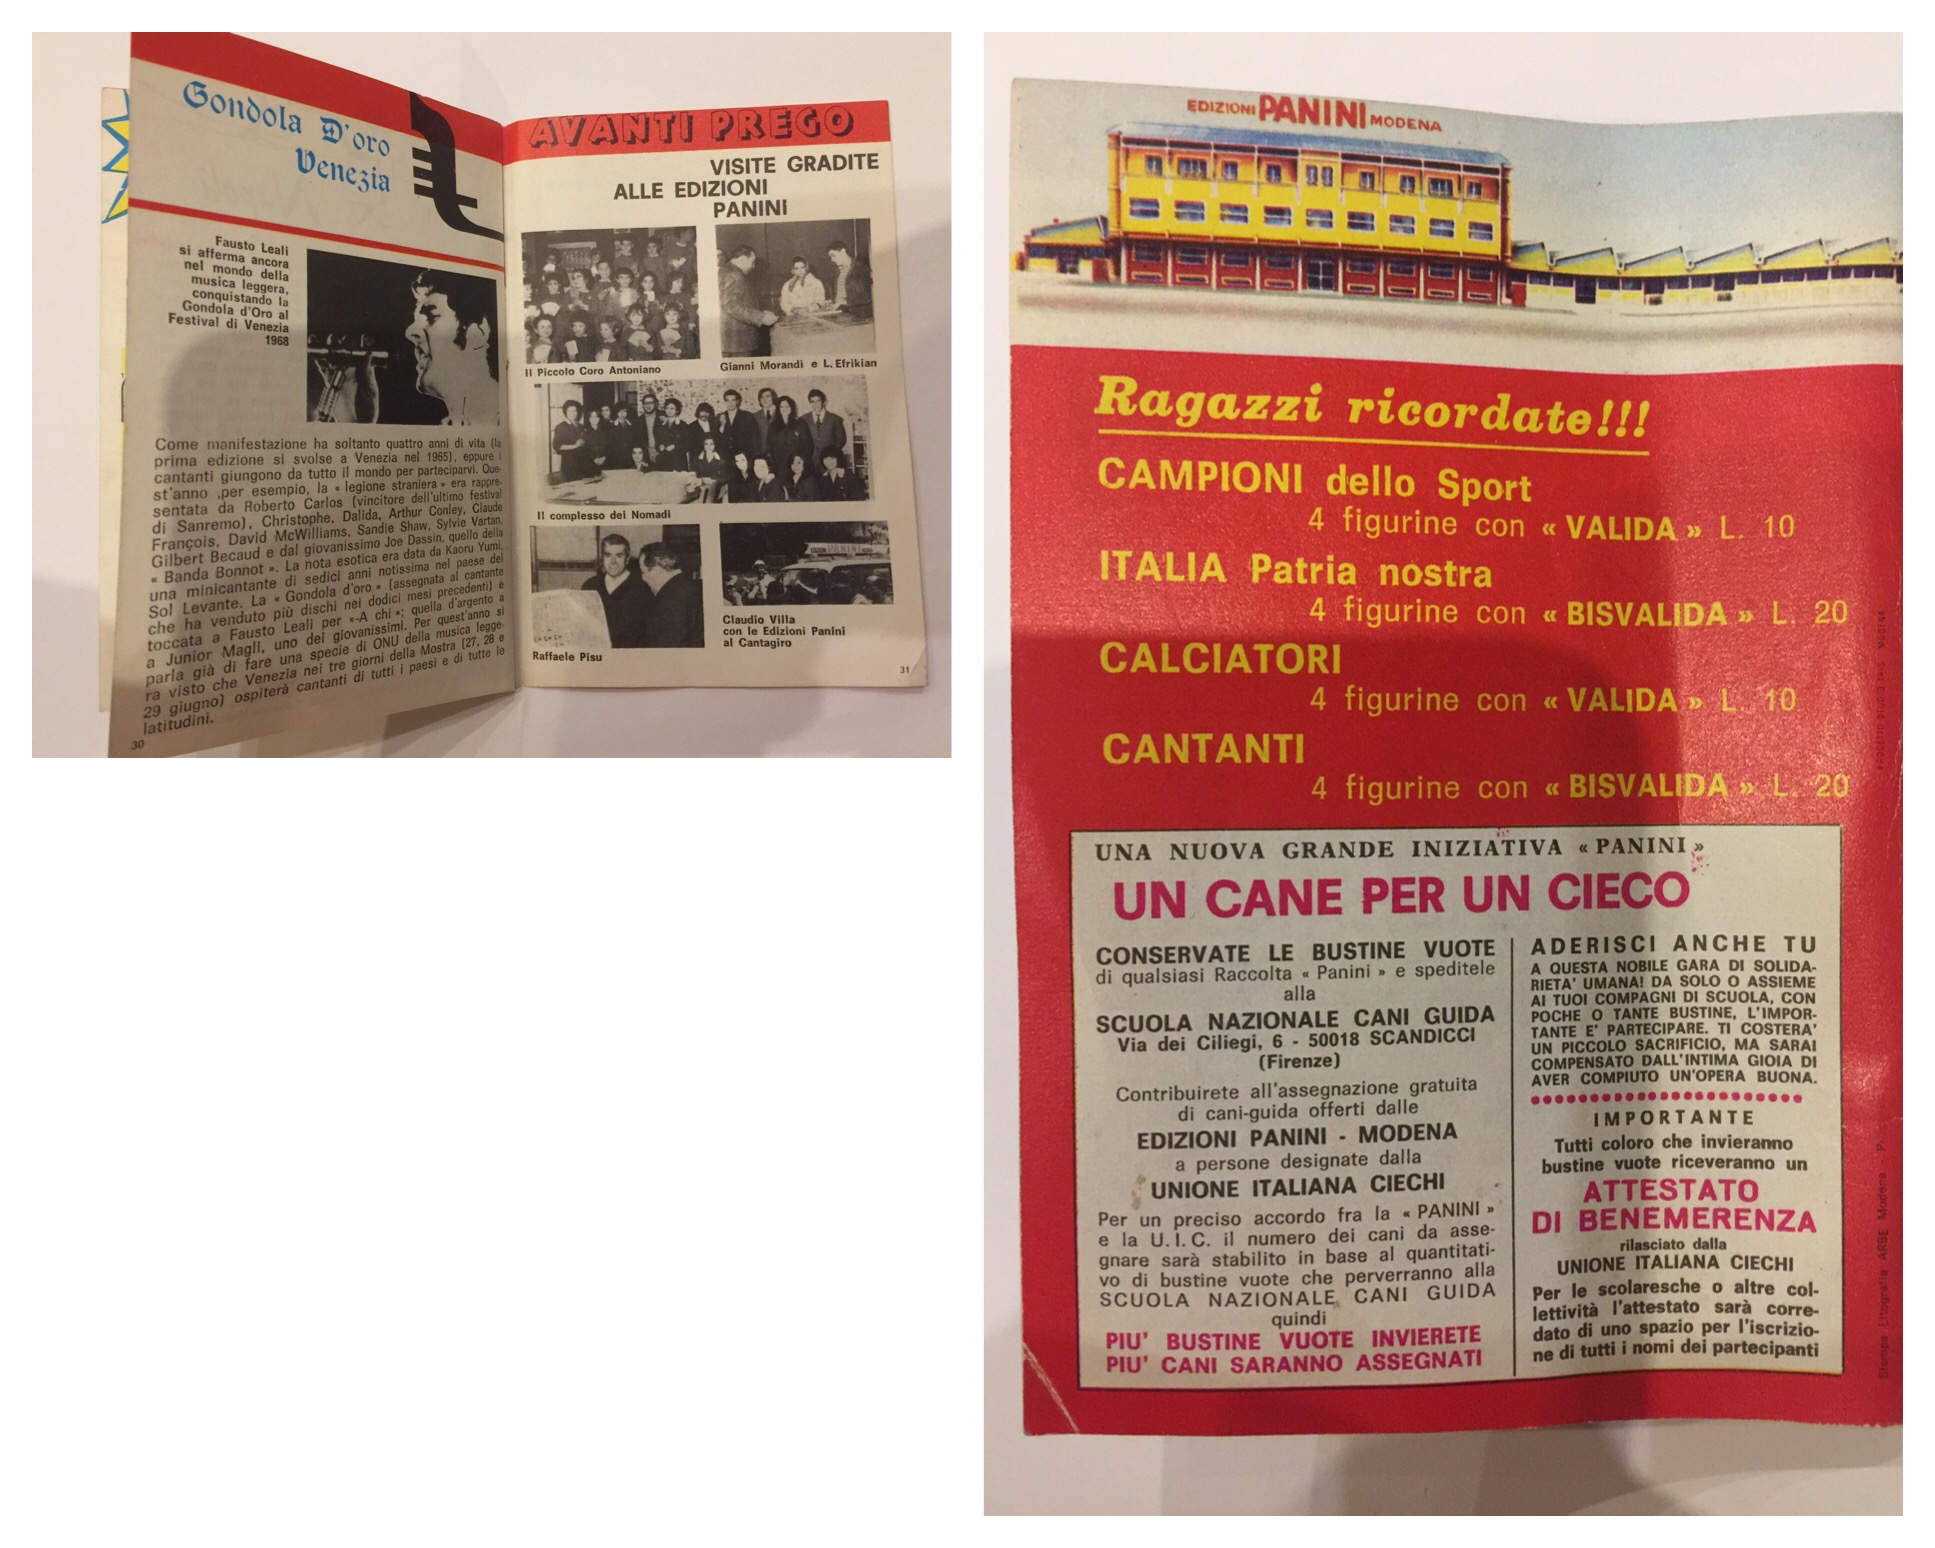 Gondola D'oro
Venezia
Fausto Leali
si afferma ancora
nel mondo della
musica leggera,
conquistando la
Gondola d'Oro al
Festival di Venezia
1968
Come manifestazione ha soltanto quattro anni di vita (la
prima edizione si svolse a Venezia nel 1965), eppure i
cantanti giungono da tutto il mondo per parteciparvi. Que-
st'anno ,per esempio, la « legione straniera » era rappre-
sentata da Roberto Carlos (vincitore dell'ultimo festival
di Sanremo), Christophe, Dalida, Arthur Conley, Claude
François, David McWilliams, Sandie Shaw, Sylvie Vartan,
Gilbert Becaud e dal giovanissimo Joe Dassin, quello della
« Banda Bonnot ». La nota esotica era data da Kaoru Yumi,
una minicantante di sedici anni notissima nel paese del
Sol Levante. La « Gondola d'oro » (assegnata al cantante
che ha venduto più dischi nei dodici mesi precedenti) è
toccata a Fausto Leali per «-A chi »; quella d'argento a
a Junior Magli, uno dei giovanissimi. Per quest'anno si
parla già di fare una specie di ONU della musica legge-
ra visto che Venezia nei tre giorni della Mostra (27, 28 e
29 giugno) ospiterà cantanti di tutti i paesi e di tutte le
latitudini.
30
AVANTI PREGO
VISITE GRADITE
ALLE EDIZIONI
PANINI
Il Piccolo Coro Antoniano
Gianni Morandi e L. Efrikian
Il complesso dei Nomadi
Raffaele Pisu
Claudio Villa
con le Edizioni Panini
al Cantagiro
31
EDIZIONI PANINI MODENA
Ragazzi ricordate!!!
CAMPIONI dello Sport
4 figurine con « VALIDA » L. 10
ITALIA Patria nostra
4 figurine con « BISVALIDA » L. 20
CALCIATORI
4 figurine con « VALIDA » L. 10
CANTANTI
4 figurine con « BISVALIDA » L. 20
UNA NUOVA GRANDE INIZIATIVA « PANINI »
UN CANE PER UN CIECO
CONSERVATE LE BUSTINE VUOTE
di qualsiasi Raccolta « Panini » e speditele
alla
SCUOLA NAZIONALE CANI GUIDA
Via dei Ciliegi, 6 - 50018 SCANDICCI
(Firenze)
Contribuirete all'assegnazione gratuita
di cani-guida offerti dalle
EDIZIONI PANINI - MODENA
a persone designate dalla
UNIONE ITALIANA CIECHI
Per un preciso accordo fra la « PANINI »
e la U.I.C. il numero dei cani da asse-
gnare sarà stabilito in base al quantitati-
vo di bustine vuote che perverranno alla
SCUOLA NAZIONALE CANI GUIDA
quindi
PIU' BUSTINE VUOTE INVIERETE
PIU' CANI SARANNO ASSEGNATI
ADERISCI ANCHE TU
A QUESTA NOBILE GARA DI SOLIDA-
RIETA' UMANA! DA SOLO O ASSIEME
AI TUOI COMPAGNI DI SCUOLA, CON
POCHE O TANTE BUSTINE, L'IMPOR-
TANTE E' PARTECIPARE. TI COSTERA'
UN PICCOLO SACRIFICIO, MA SARAI
COMPENSATO DALL'INTIMA GIOIA DI
AVER COMPIUTO UN'OPERA BUONA.
IMPORTANTE
Tutti coloro che invieranno
bustine vuote riceveranno un
ATTESTATO
DI BENEMERENZA
rilasciato dalla
UNIONE ITALIANA CIECHI
Per le scolaresche o altre col-
lettività l'attestato sarà corre-
dato di uno spazio per l'iscrizio-
ne di tutti i nomi dei partecipanti
Stampa Litografia ARBE Modena